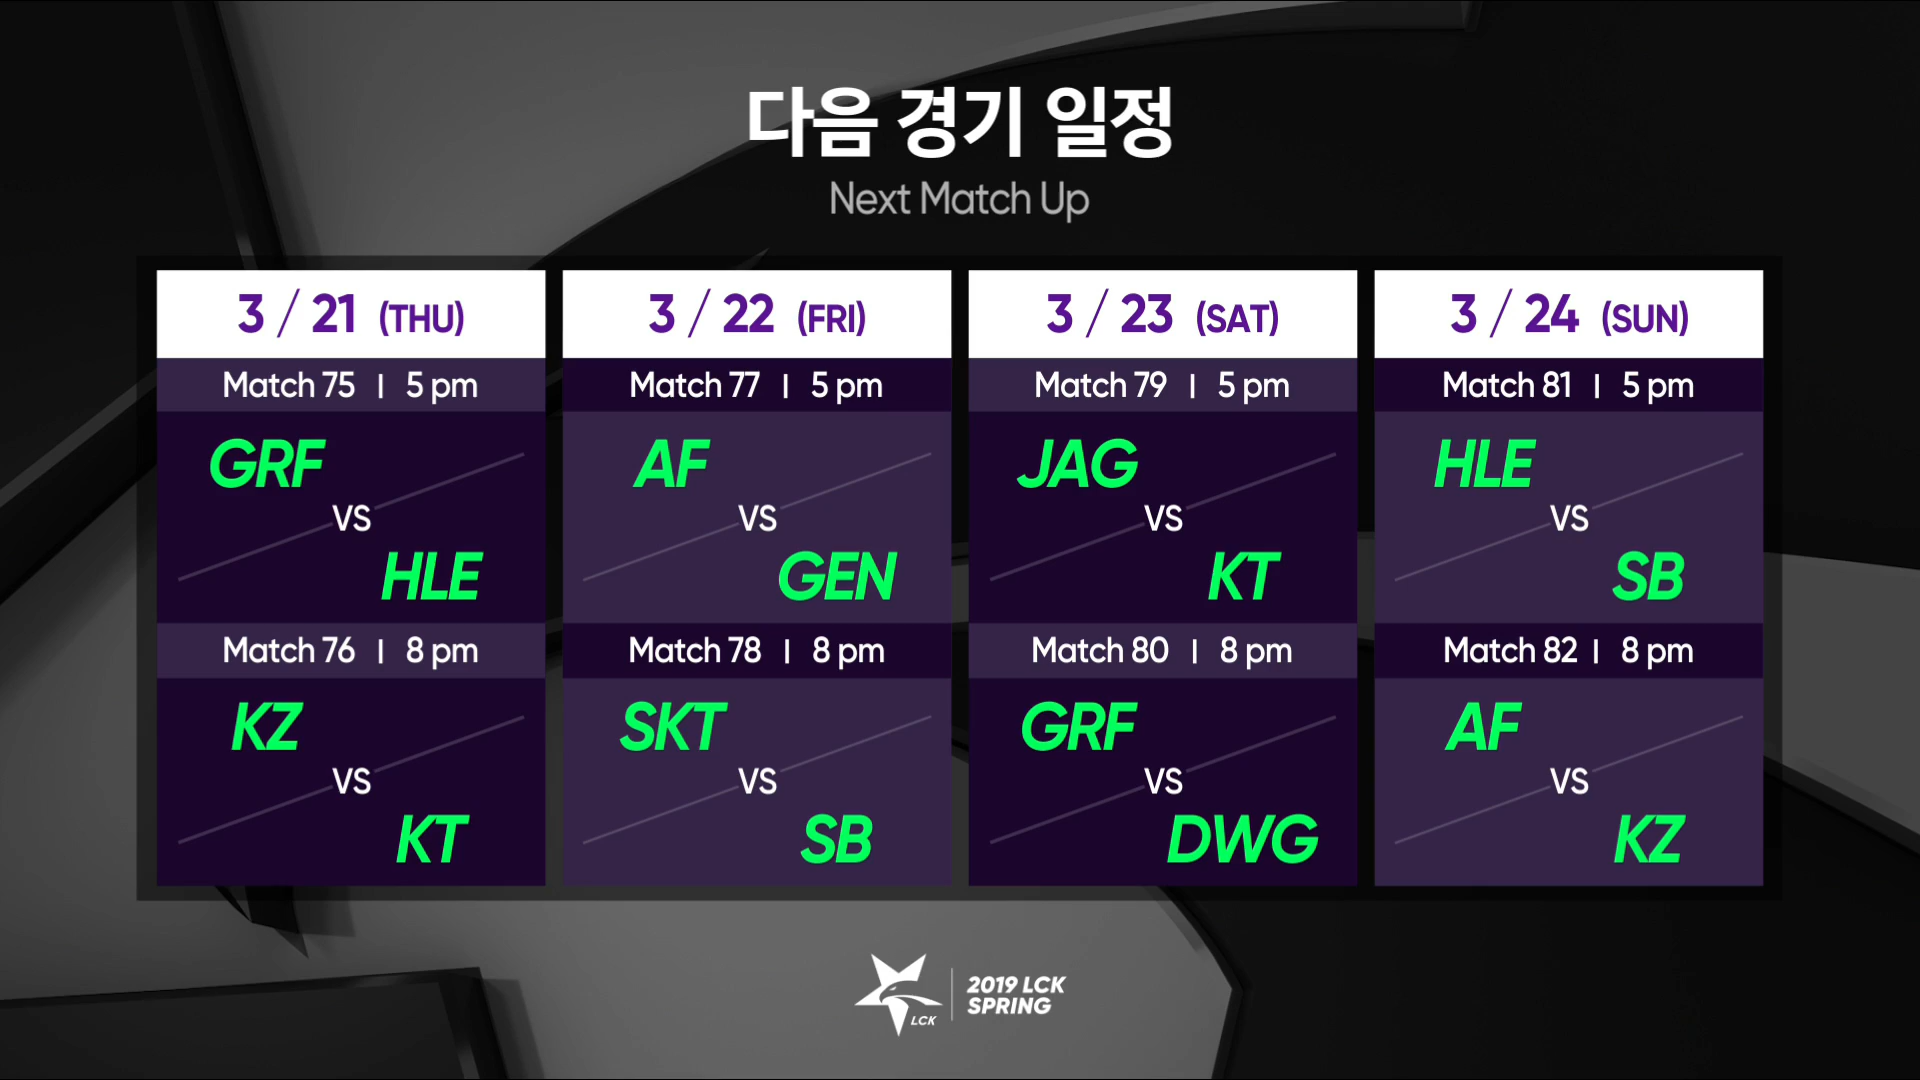 다음 경기 일정
Next Match Up
3 / 21 (THU)
Match 75 | 5 pm
GRF
VS
HLE
Match 76 | 8 pm
KZ
VS
KT
3 / 22 (FRI)
Match 77 | 5 pm
AF
VS
GEN
Match 78 | 8 pm
SKT
VS
SB
3 / 23 (SAT)
Match 79 | 5 pm
JAG
VS
KT
Match 80 | 8 pm
GRF
VS
DWG
3 / 24 (SUN)
Match 81 | 5 pm
HLE
VS
SB
Match 82 | 8 pm
AF
VS
KZ
LCK
2019 LCK
SPRING